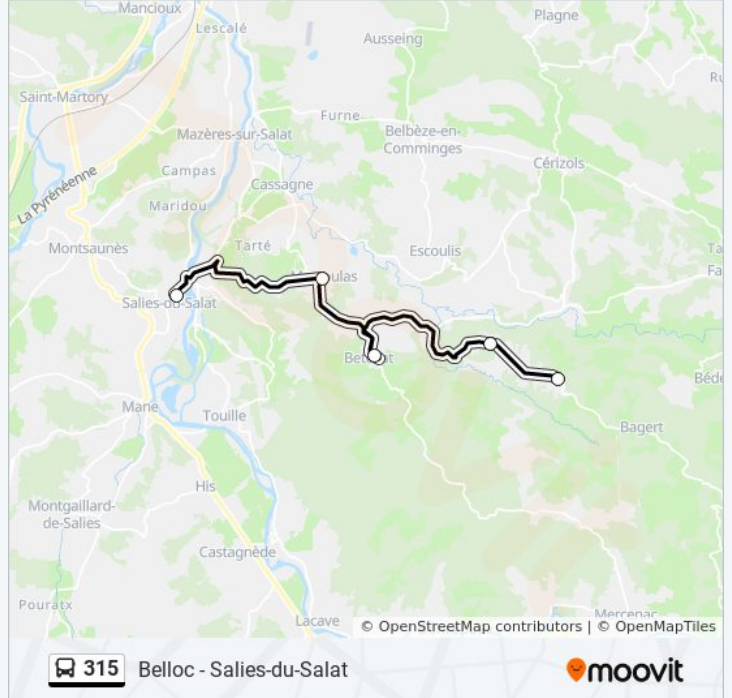 Mancioux
Plagne
Lescalé
Ausseing
Saint-Martory
Furne
Mazères-sur-Salat
Belbèze-en-
Comminges
Cérizols
Campas
La Pyrénéenne
Cassagne
Maridou
Montsaunès
Tarté
Escoulis
Salies-du-Salat
Mane
Touille
Bagert
His
Montgaillard-
de-Salies
Castagnède
Pouratx
Mercenac
Lacave
© OpenStreetMap contributors | © OpenMapTiles
315 Belloc - Salies-du-Salat
moovit